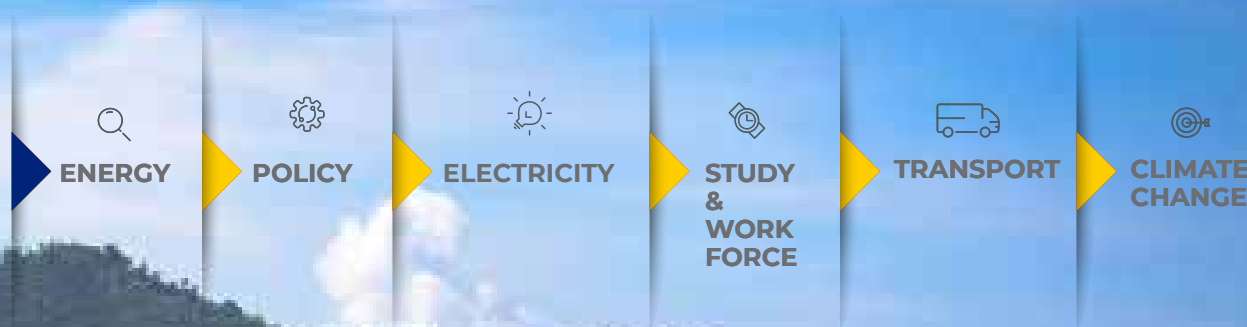 ENERGY
POLICY
ELECTRICITY
STUDY
&
WORK
FORCE
TRANSPORT
CLIMATE
CHANGE